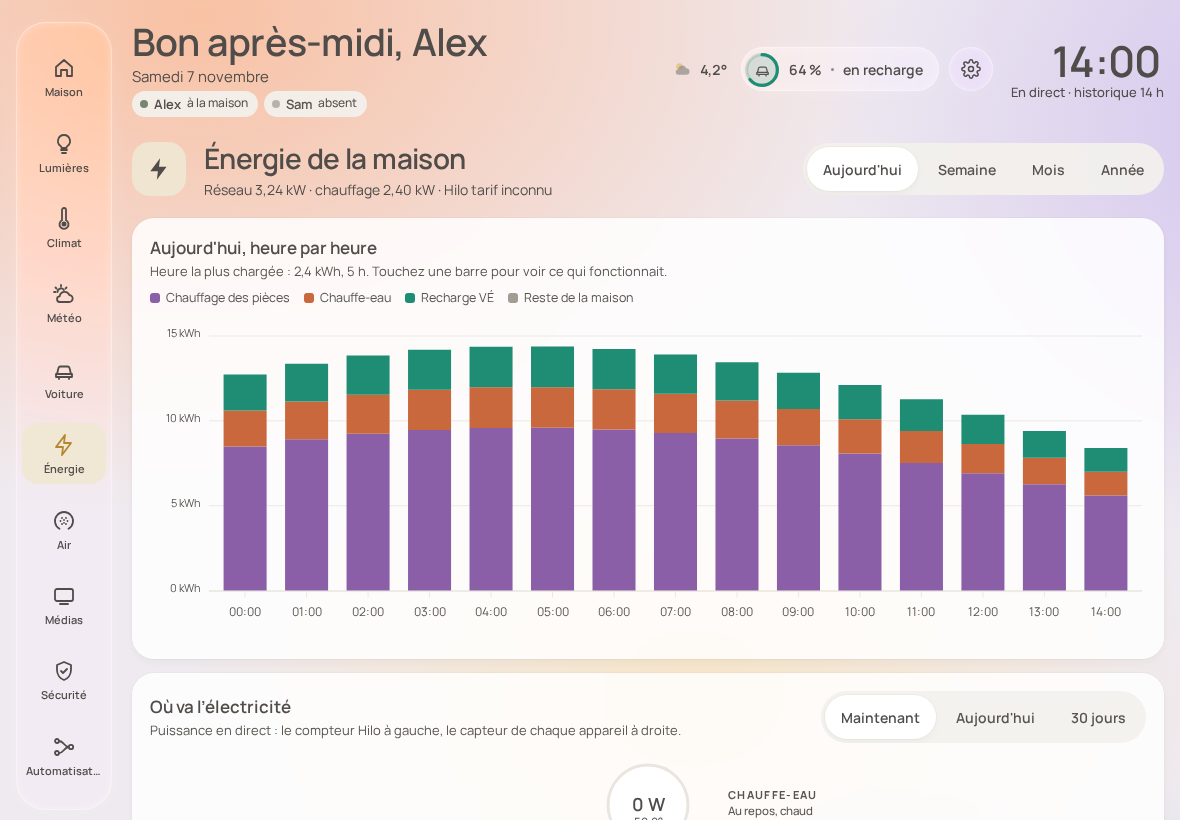 Maison
Lumières
Climat
Météo
Voiture
Énergie
Air
Médias
Sécurité
Automatisat...
Bon après-midi, Alex
Samedi 7 novembre
Alex à la maison
Sam absent
4,2°
64 % · en recharge
14:00
En direct · historique 14 h
Énergie de la maison
Réseau 3,24 kW · chauffage 2,40 kW · Hilo tarif inconnu
Aujourd'hui
Semaine
Mois
Année
Aujourd'hui, heure par heure
Heure la plus chargée : 2,4 kWh, 5 h. Touchez une barre pour voir ce qui fonctionnait.
Chauffage des pièces
Chauffe-eau
Recharge VÉ
Reste de la maison
15 kWh
10 kWh
5 kWh
0 kWh
00:00
01:00
02:00
03:00
04:00
05:00
06:00
07:00
08:00
09:00
10:00
11:00
12:00
13:00
14:00
Où va l'électricité
Puissance en direct : le compteur Hilo à gauche, le capteur de chaque appareil à droite.
Maintenant
Aujourd'hui
30 jours
0 W
CHAUFFE-EAU
Au repos, chaud